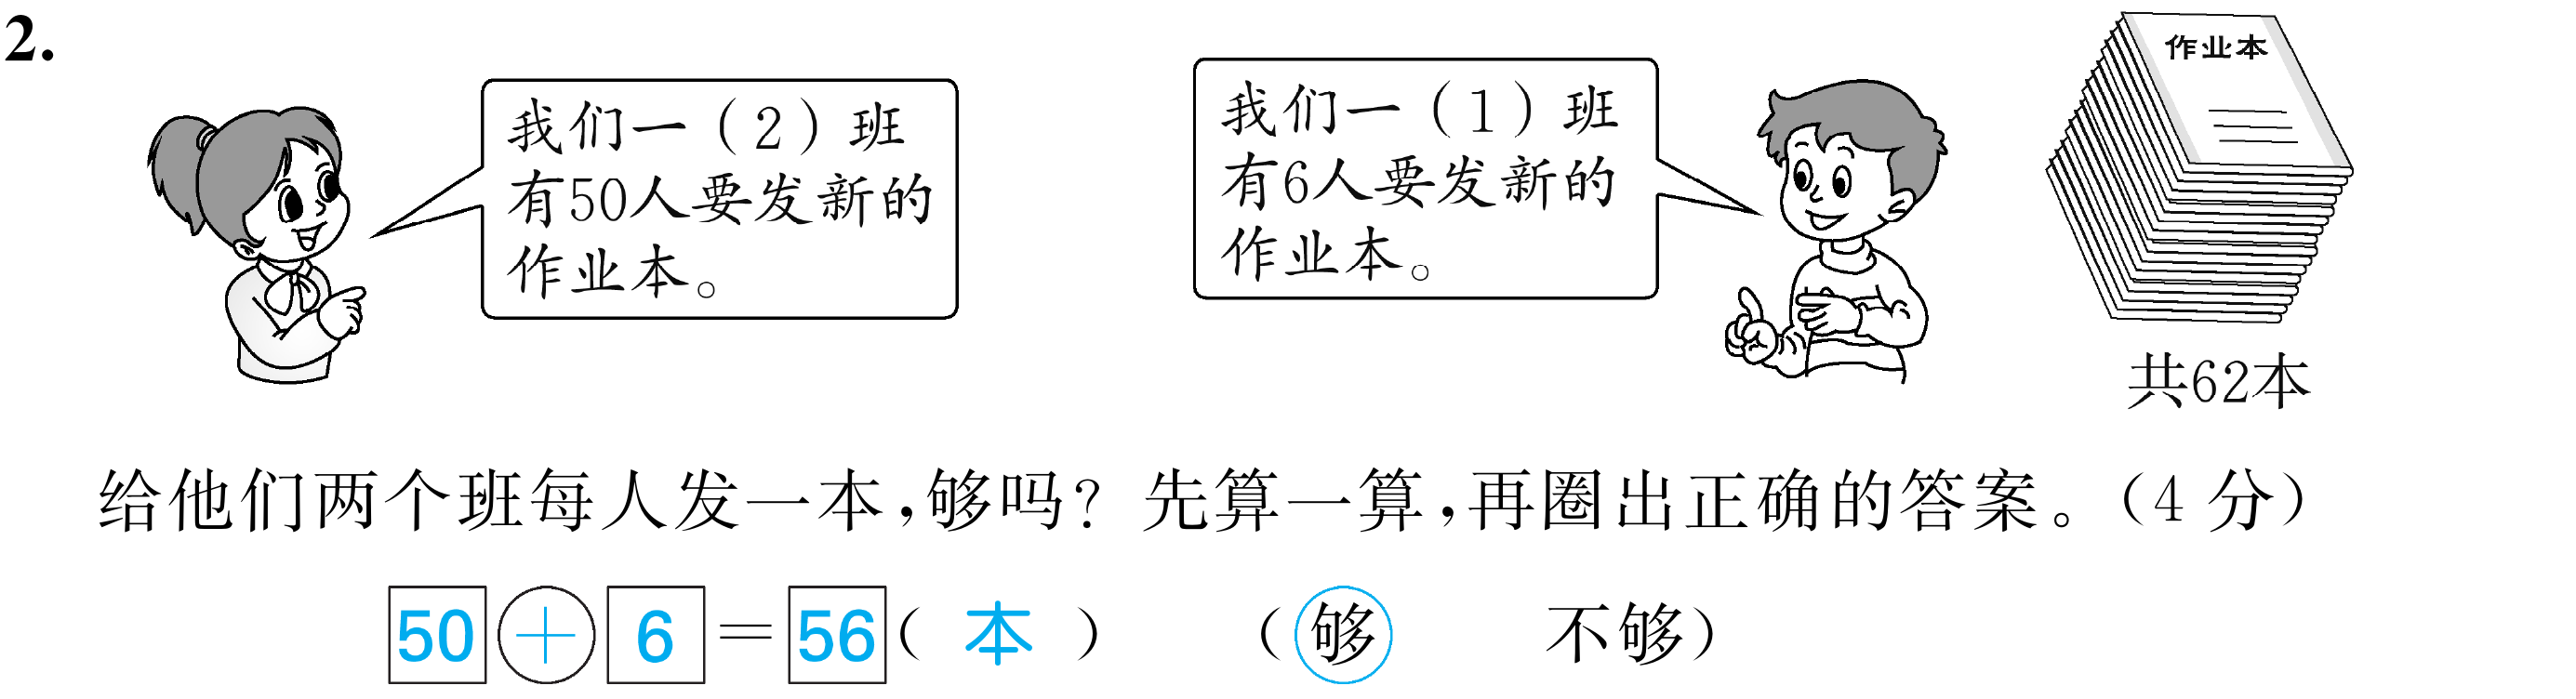 2.
我们一（2）班
有50人要发新的
作业本。
我们一（1）班
有6人要发新的
作业本。
作业本
共62本
给他们两个班每人发一本,够吗? 先算一算,再圈出正确的答案。（4 分）
50+6=56（ 本 ） （够 不够）